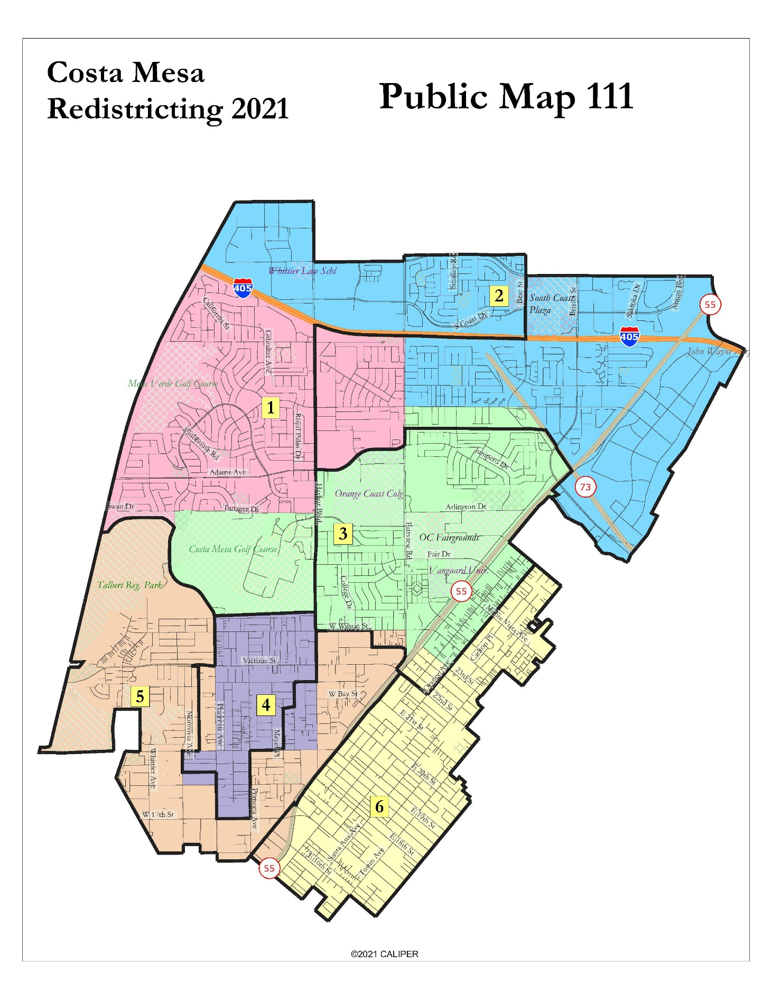 Costa Mesa
Redistricting 2021
Public Map 111
Whittier Law Schl
405
Smalley Rd
2
Bear St
South Coast
Plaza
Bristol St
Sakioka Dr
Anton Blvd
55
S Coast Dr
405
John Wayne
California St
Gilbraltar Ave
Mesa Verde Golf Course
1
Royal Palm Dr
Clubhouse Rd
Junipero Dr
Adams Ave
73
Orange Coast Colg
Harbor Blvd
Swan Dr
Tanager Dr
Arlington Dr
3
Fairview Rd
OC Fairgrounds
Costa Mesa Golf Course
Fair Dr
Vanguard Univ.
Talbert Reg. Park
College Dr
55
Monte Vista Ave
W Wilson St
Canyon Pl
Victoria St
Orange Ave
23rd St
W Bay St
22nd St
5
4
Placentia Ave
Monrovia Ave
E 21st St
Meyer Pl
Whittier Ave
E 20th St
Pomona Ave
6
W 17th St
E 19th St
Santa Ana Ave
E 18th St
E 16th St
Tustin Ave
55
©2021 CALIPER